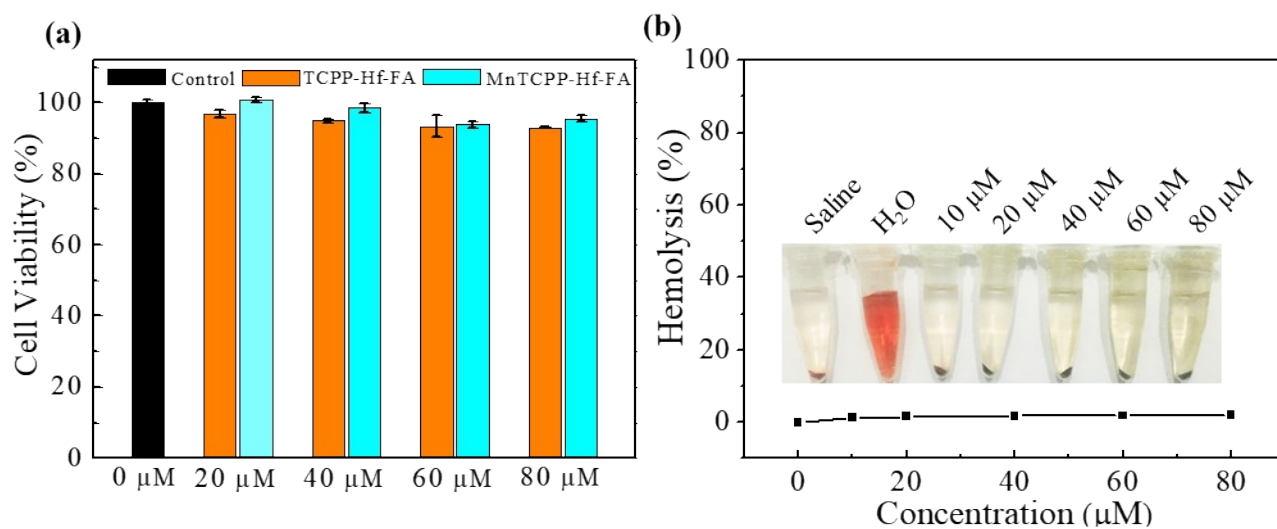 (a)
Control TCPP-Hf-FA MnTCPP-Hf-FA
Cell Viability (%)
100
80
60
40
20
0
0 μM 20 μM 40 μM 60 μM 80 μM
(b)
Hemolysis (%)
100
80
60
40
20
0
Saline H₂O 10 μM 20 μM 40 μM 60 μM 80 μM
0 20 40 60 80
Concentration (μM)